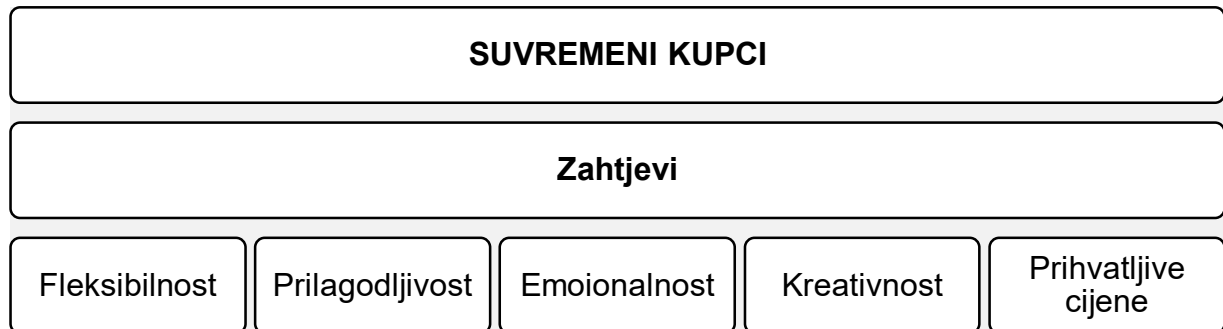 SUVREMENI KUPCI
Zahtjevi
Fleksibilnost
Prilagodljivost
Emoionalnost
Kreativnost
Prihvatljive
cijene